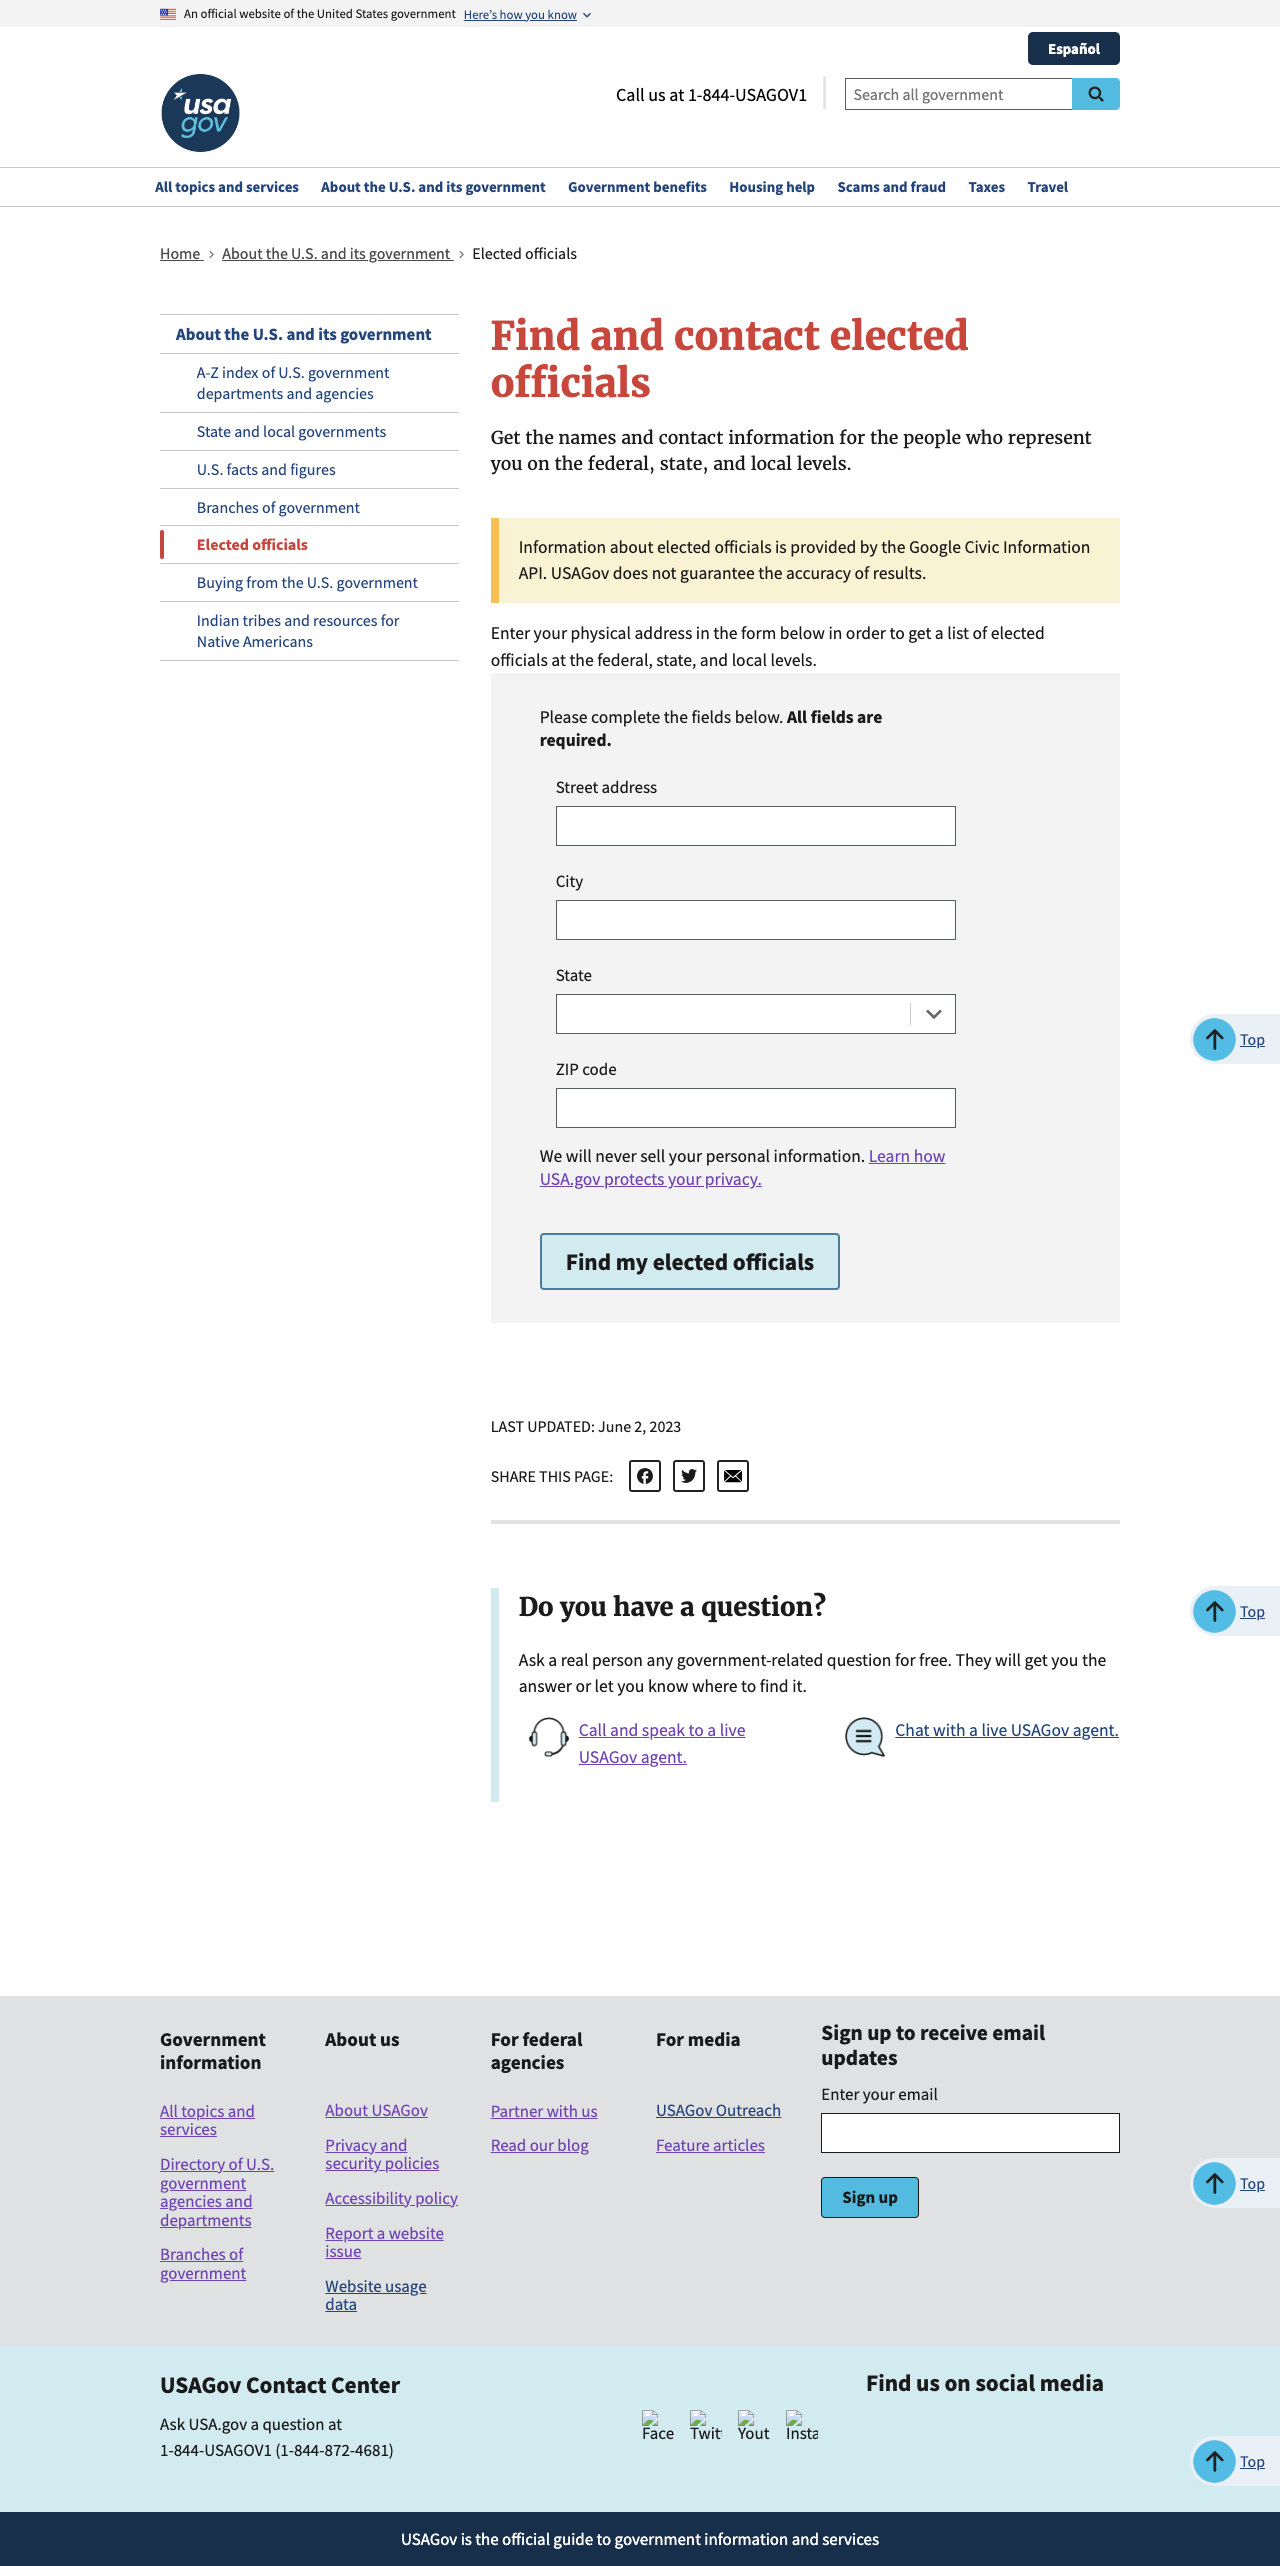 An official website of the United States government Here's how you know
Español
usa
gov
Call us at 1-844-USAGOV1
Search all government
All topics and services About the U.S. and its government Government benefits Housing help Scams and fraud Taxes Travel
Home About the U.S. and its government Elected officials
About the U.S. and its government
A-Z index of U.S. government
departments and agencies
State and local governments
U.S. facts and figures
Branches of government
Elected officials
Buying from the U.S. government
Indian tribes and resources for
Native Americans
Find and contact elected
officials
Get the names and contact information for the people who represent
you on the federal, state, and local levels.
Information about elected officials is provided by the Google Civic Information
API. USAGov does not guarantee the accuracy of results.
Enter your physical address in the form below in order to get a list of elected
officials at the federal, state, and local levels.
Please complete the fields below. All fields are
required.
Street address
City
State
ZIP code
We will never sell your personal information. Learn how
USA.gov protects your privacy.
Find my elected officials
Top
LAST UPDATED: June 2, 2023
SHARE THIS PAGE:
Do you have a question?
Top
Ask a real person any government-related question for free. They will get you the
answer or let you know where to find it.
Call and speak to a live
USAGov agent.
Chat with a live USAGov agent.
Government
information
All topics and
services
Directory of U.S.
government
agencies and
departments
Branches of
government
About us
About USAGov
Privacy and
security policies
Accessibility policy
Report a website
issue
Website usage
data
For federal
agencies
Partner with us
Read our blog
For media
USAGov Outreach
Feature articles
Sign up to receive email
updates
Enter your email
Sign up
Top
USAGov Contact Center
Ask USA.gov a question at
1-844-USAGOV1 (1-844-872-4681)
Find us on social media
Face Twit Yout Insta
Top
USAGov is the official guide to government information and services